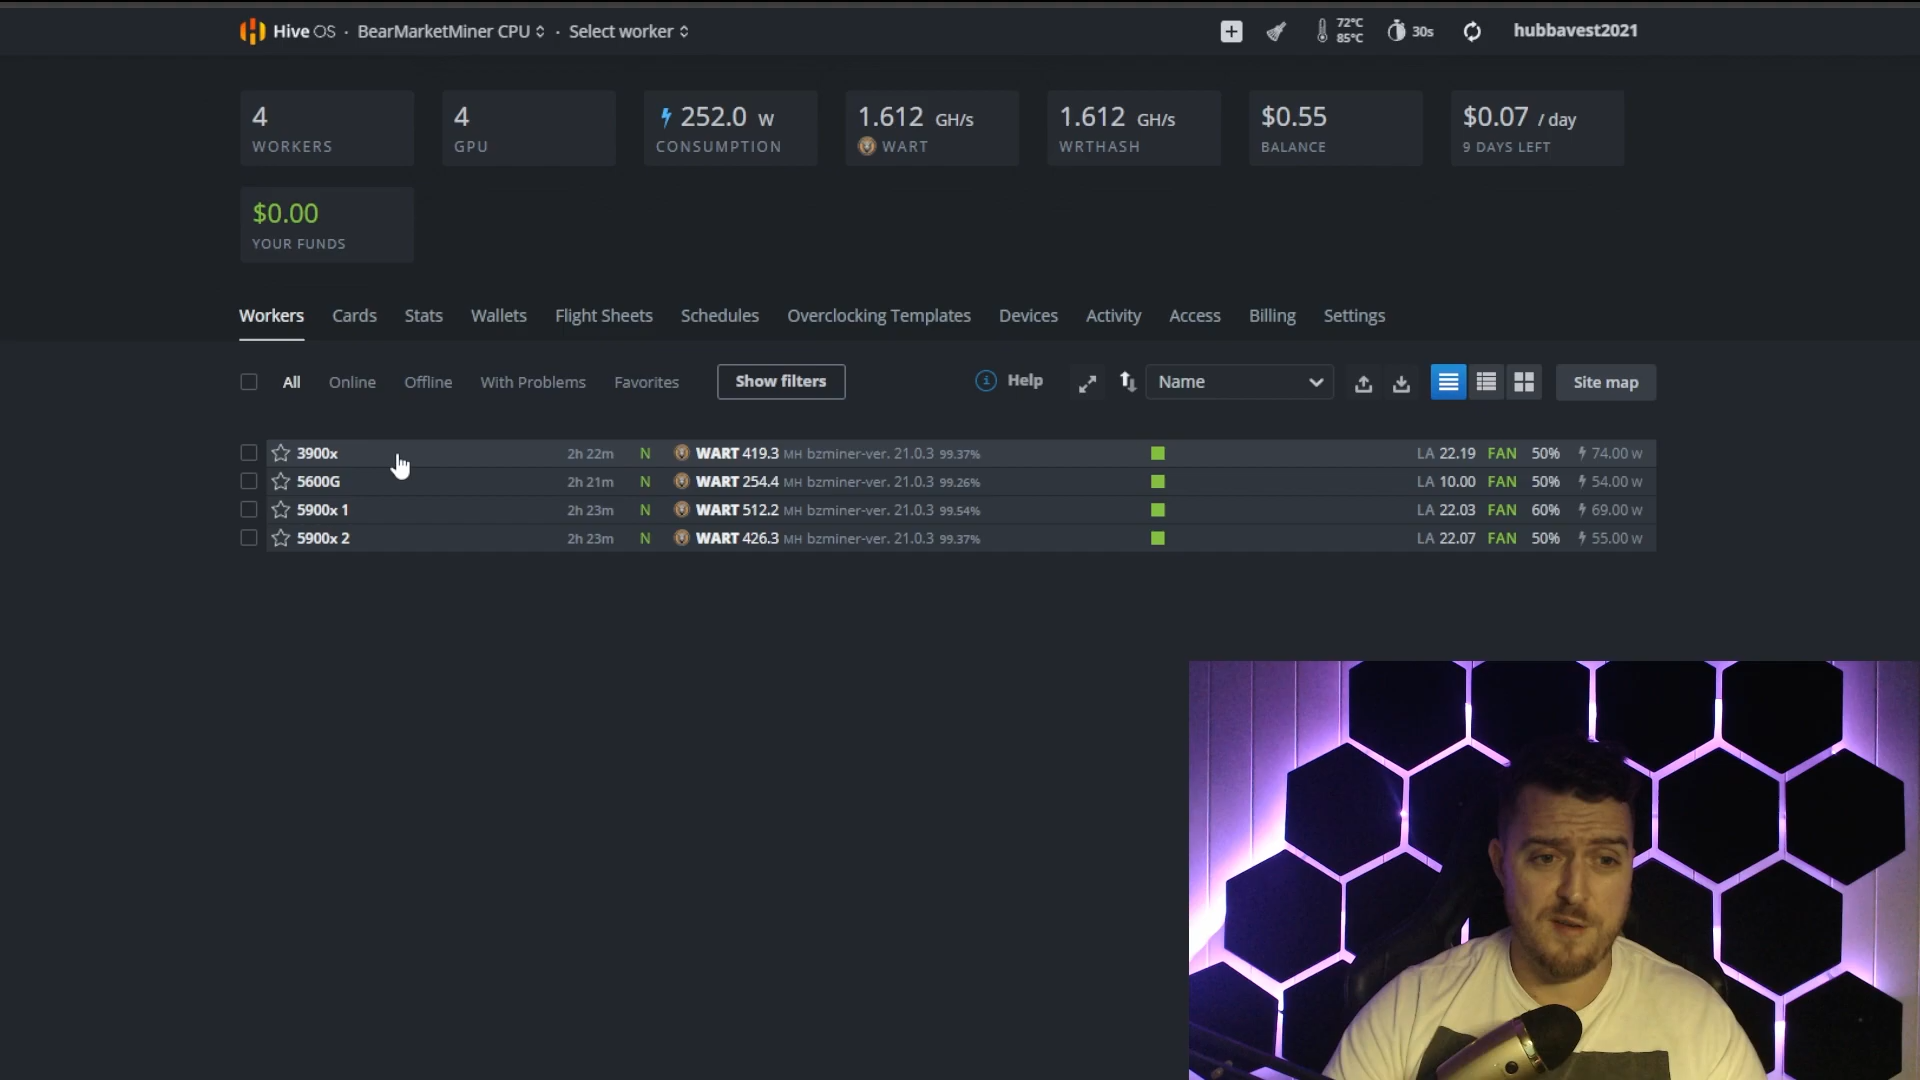 Hive OS · BearMarketMiner CPU · Select worker 72°C 85°C 30s hubbavest2021
4 4 252.0 W 1.612 GH/s 1.612 GH/s $0.55 $0.07 / day
WORKERS GPU CONSUMPTION WART WRTHASH BALANCE 9 DAYS LEFT
$0.00
YOUR FUNDS
Workers Cards Stats Wallets Flight Sheets Schedules Overclocking Templates Devices Activity Access Billing Settings
All Online Offline With Problems Favorites Show filters Help Name Site map
3900x 2h 22m N WART 419.3 MH bzminer-ver. 21.0.3 99.37% LA 22.19 FAN 50% 74.00 W
5600G 2h 21m N WART 254.4 MH bzminer-ver. 21.0.3 99.26% LA 10.00 FAN 50% 54.00 W
5900x 1 2h 23m N WART 512.2 MH bzminer-ver. 21.0.3 99.54% LA 22.03 FAN 60% 69.00 W
5900x 2 2h 23m N WART 426.3 MH bzminer-ver. 21.0.3 99.37% LA 22.07 FAN 50% 55.00 W